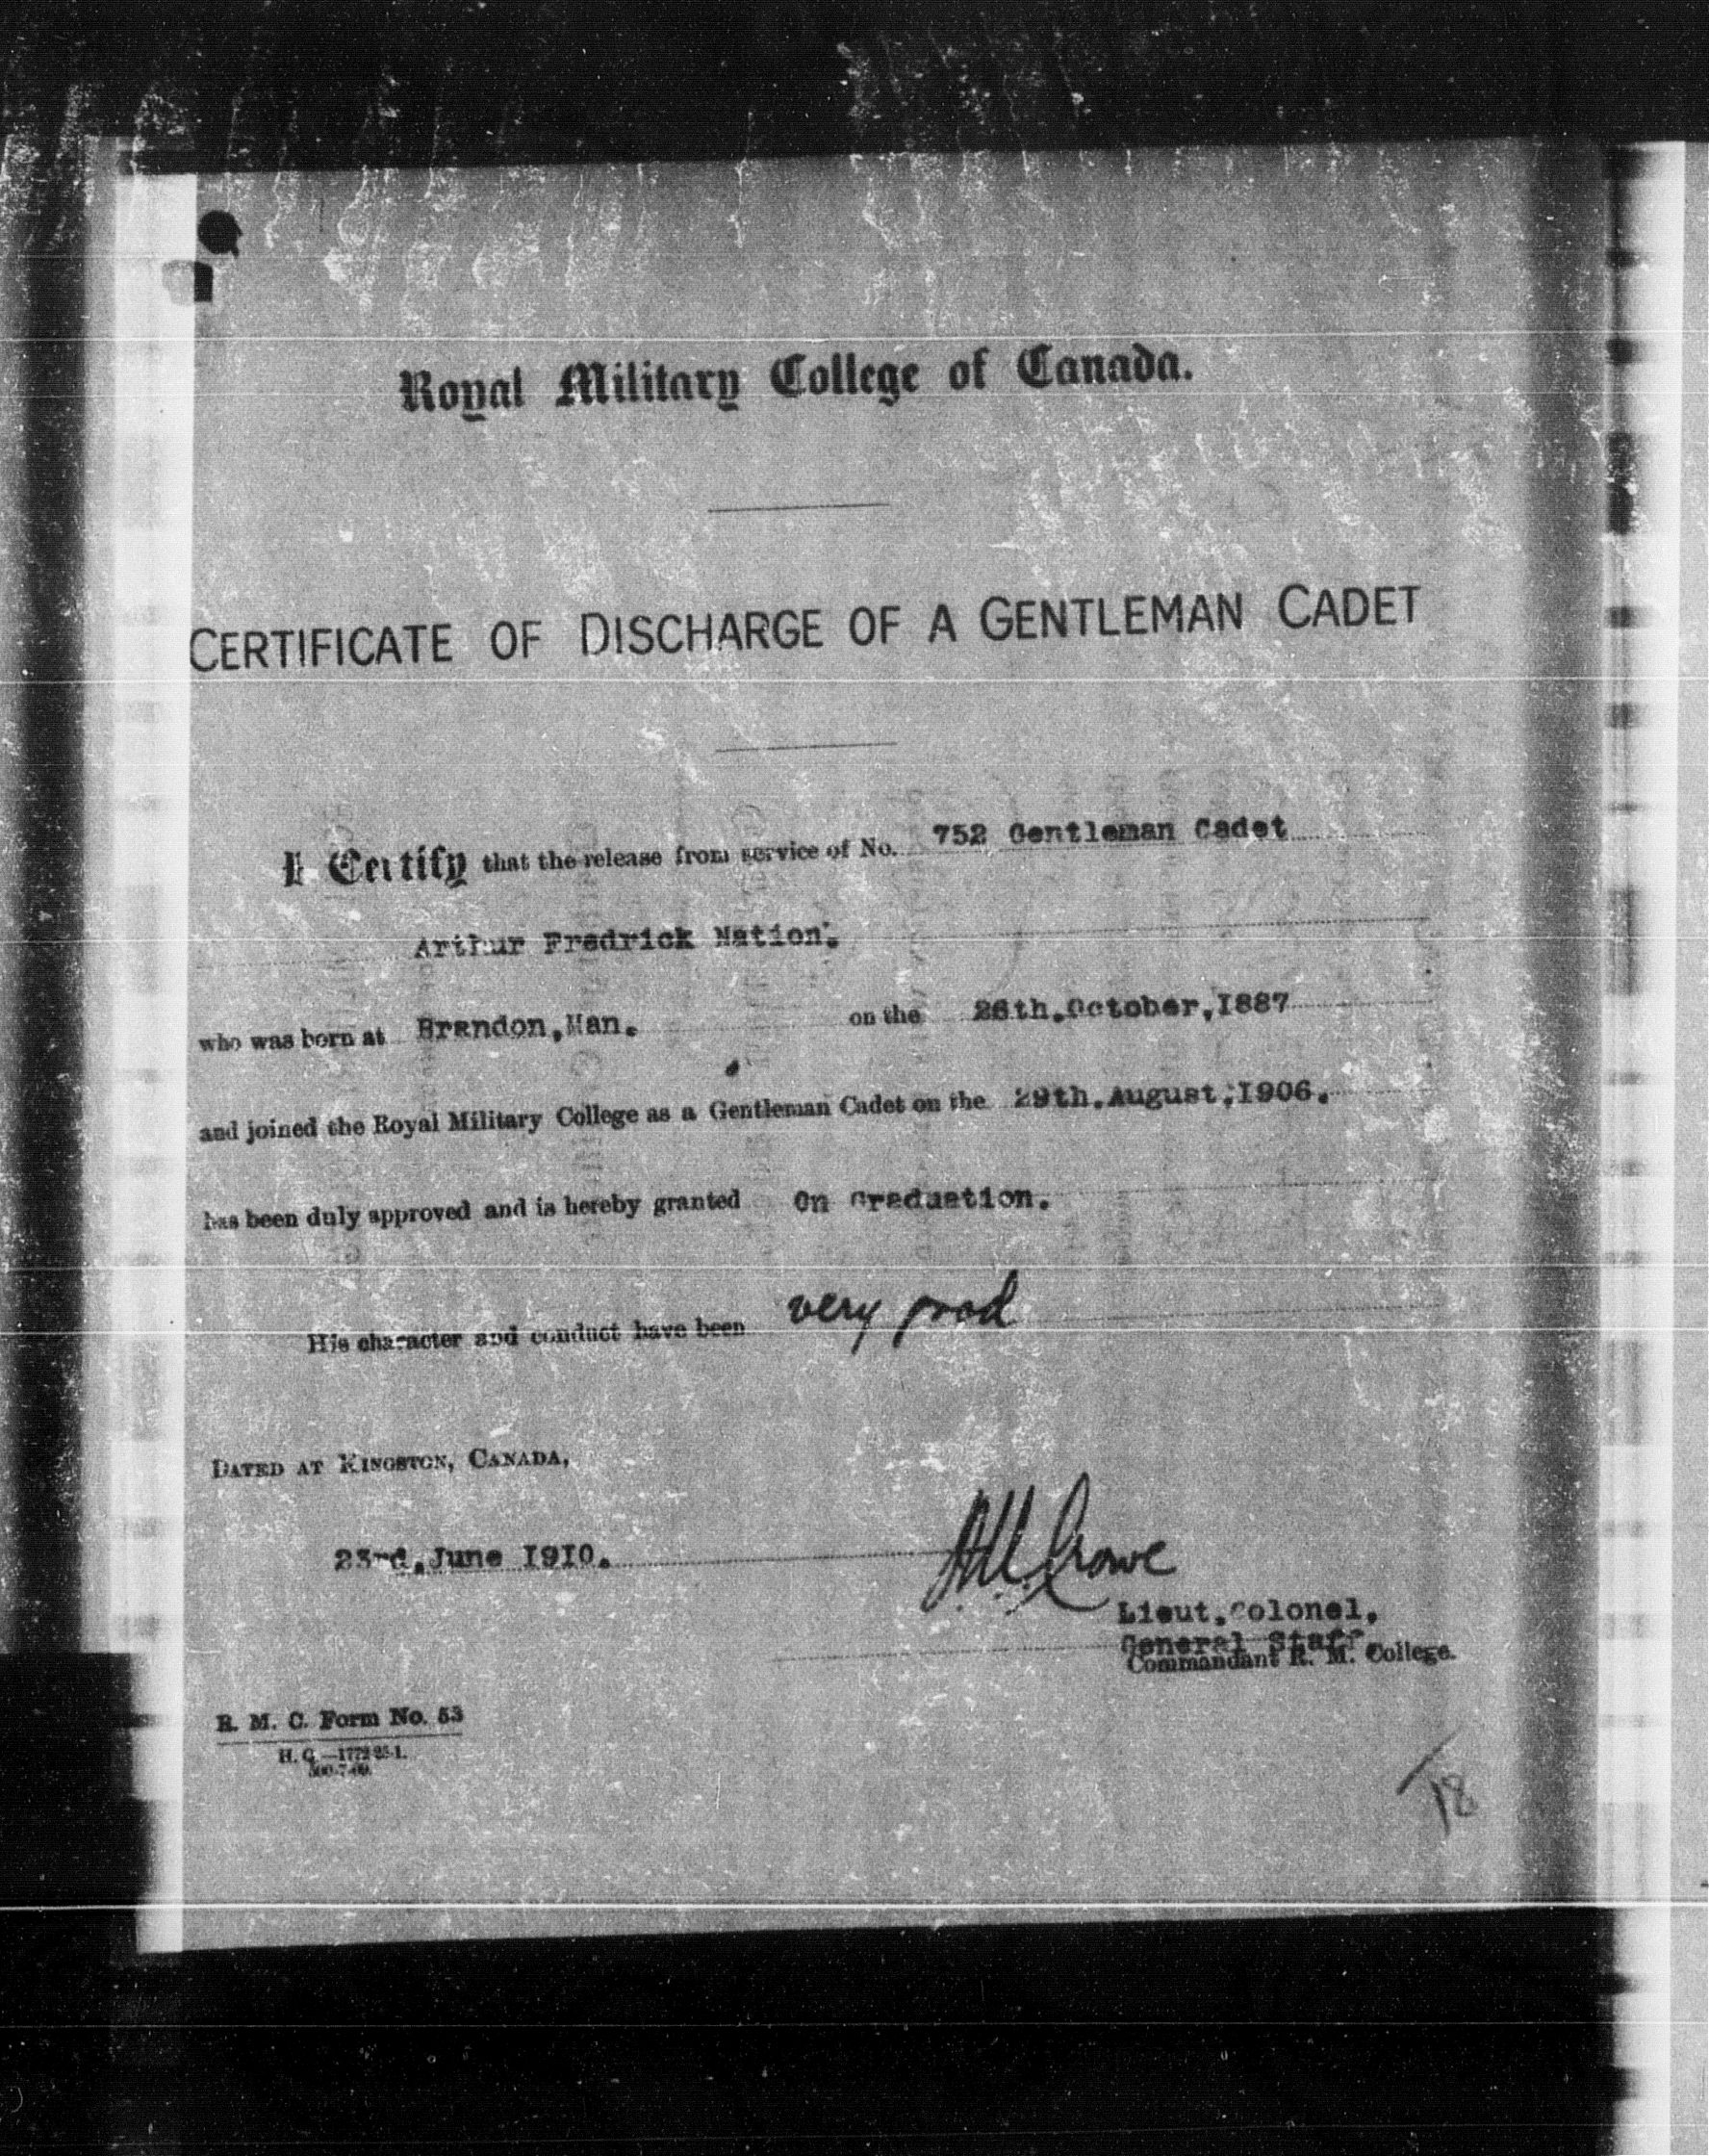 Royal Military College of Canada.
CERTIFICATE OF DISCHARGE OF A GENTLEMAN CADET
I Certify that the release from service of No. 752 Gentleman Cadet
Arthur Fredrick Nation.
who was born at Brandon, Man. on the 26th. October, 1887
and joined the Royal Military College as a Gentleman Cadet on the 29th. August, 1906.
has been duly approved and is hereby granted On Graduation.
His character and conduct have been very good
DATED AT KINGSTON, CANADA,
23rd. June 1910.
Crowe
Lieut. Colonel,
General Staff.
Commandant R. M. College.
R. M. C. Form No. 53
H. Q.
18